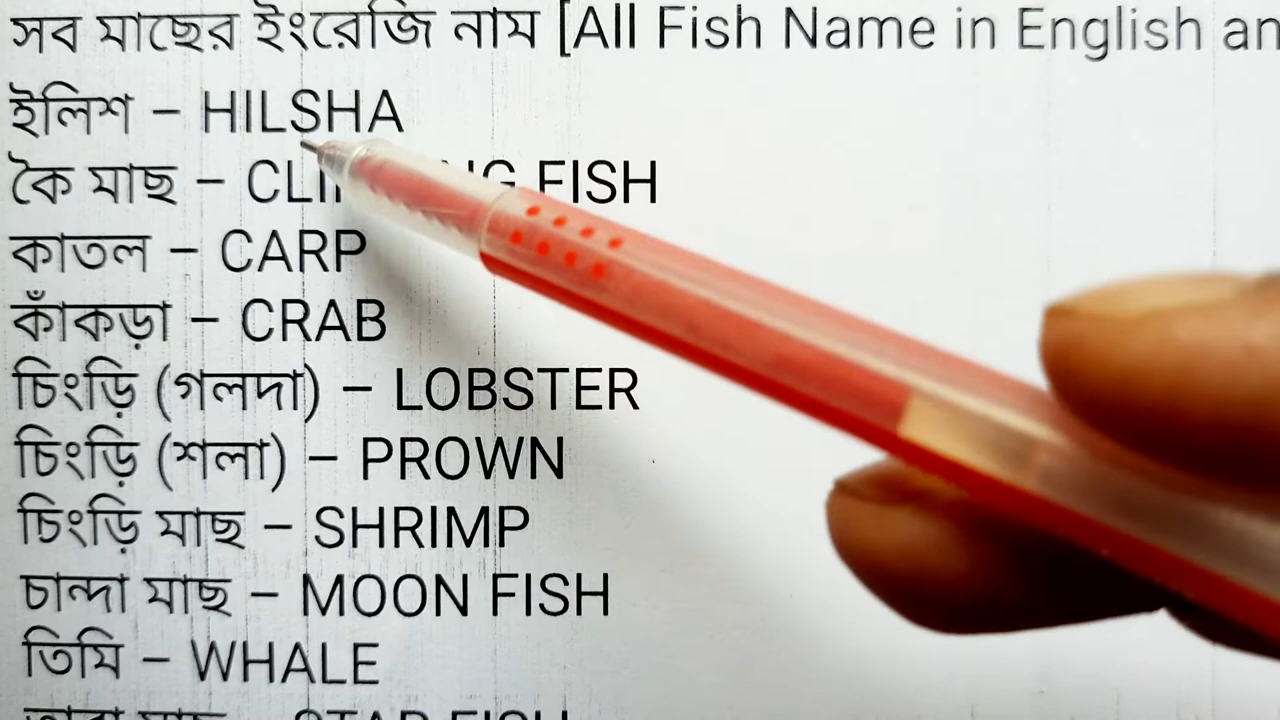 সব মাছের ইংরেজি নাম [All Fish Name in English an
ইলিশ – HILSHA
কৈ মাছ – FISH
কাতল – CARP
কাঁকড়া – CRAB
চিংড়ি (গলদা) – LOBSTER
চিংড়ি (শলা) – PROWN
চিংড়ি মাছ – SHRIMP
চান্দা মাছ – MOON FISH
তিমি – WHALE